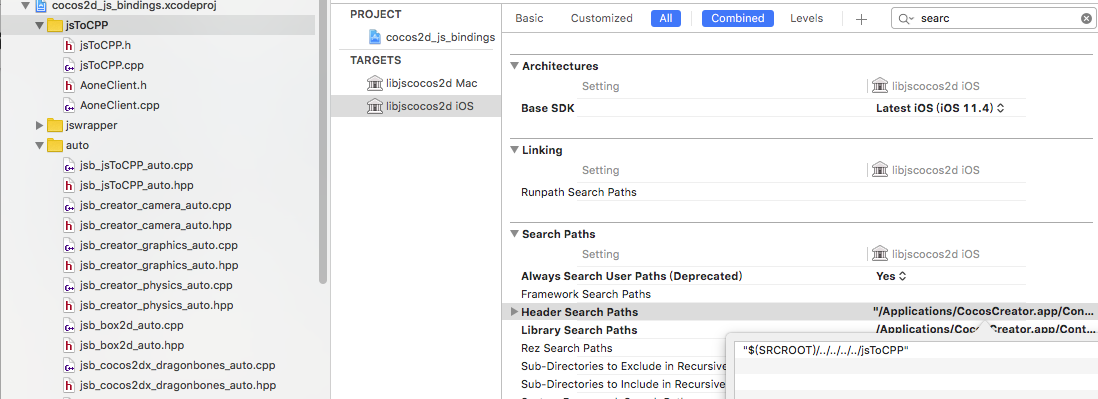 cocos2d_js_bindings.xcodeproj
jsToCPP
jsToCPP.h
jsToCPP.cpp
AoneClient.h
AoneClient.cpp
jswrapper
auto
jsb_jsToCPP_auto.cpp
jsb_jsToCPP_auto.hpp
jsb_creator_camera_auto.cpp
jsb_creator_camera_auto.hpp
jsb_creator_graphics_auto.cpp
jsb_creator_graphics_auto.hpp
jsb_creator_physics_auto.cpp
jsb_creator_physics_auto.hpp
jsb_box2d_auto.cpp
jsb_box2d_auto.hpp
jsb_cocos2dx_dragonbones_auto.cpp
jsb_cocos2dx_dragonbones_auto.hpp
PROJECT
cocos2d_js_bindings
TARGETS
libjscocos2d Mac
libjscocos2d iOS
Basic Customized All Combined Levels + searc
Architectures
Setting libjscocos2d iOS
Base SDK Latest iOS (iOS 11.4)
Linking
Setting libjscocos2d iOS
Runpath Search Paths
Search Paths
Setting libjscocos2d iOS
Always Search User Paths (Deprecated) Yes
Framework Search Paths
Header Search Paths "/Applications/CocosCreator.app/Con...
Library Search Paths /Applications/CocosCreator.app/Cont...
Rez Search Paths
Sub-Directories to Exclude in Recursive
Sub-Directories to Include in Recursive
"$(SRCROOT)/../../../../jsToCPP"